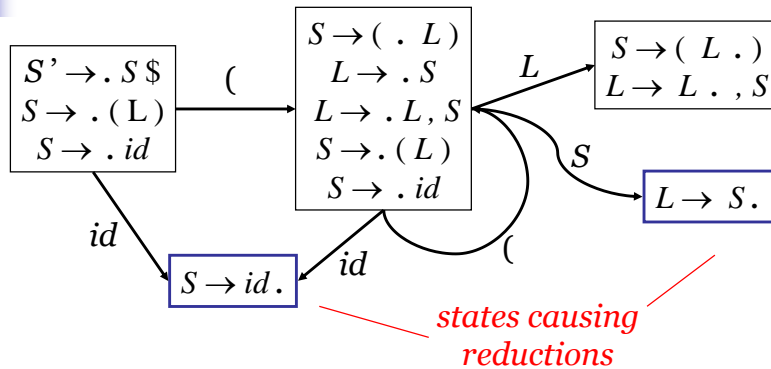 S' → . S $
S → . ( L )
S → . id
(
S → ( . L )
L → . S
L → . L , S
S → . ( L )
S → . id
L
S → ( L . )
L → L . , S
S
L → S .
id
id
(
S → id .
states causing
reductions